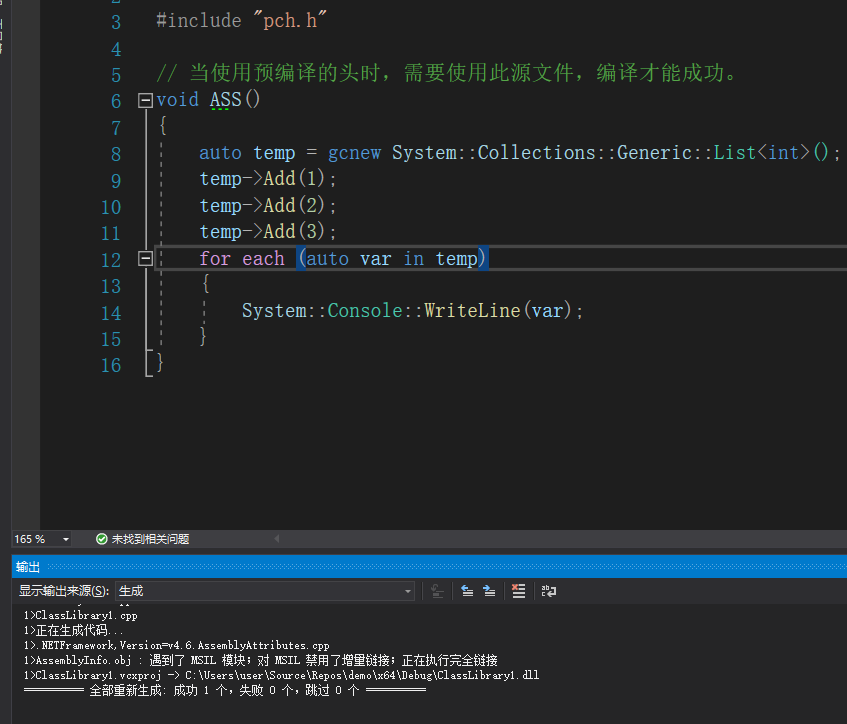 3 #include "pch.h"
4
5 // 当使用预编译的头时，需要使用此源文件，编译才能成功。
6 void ASS()
7 {
8 auto temp = gcnew System::Collections::Generic::List<int>();
9 temp->Add(1);
10 temp->Add(2);
11 temp->Add(3);
12 for each (auto var in temp)
13 {
14 System::Console::WriteLine(var);
15 }
16 }
165 % 未找到相关问题
输出
显示输出来源(S): 生成
1>ClassLibrary1.cpp
1>正在生成代码...
1>.NETFramework,Version=v4.6.AssemblyAttributes.cpp
1>AssemblyInfo.obj : 遇到了 MSIL 模块；对 MSIL 禁用了增量链接；正在执行完全链接
1>ClassLibrary1.vcxproj -> C:\Users\user\Source\Repos\demo\x64\Debug\ClassLibrary1.dll
========== 全部重新生成: 成功 1 个，失败 0 个，跳过 0 个 ==========